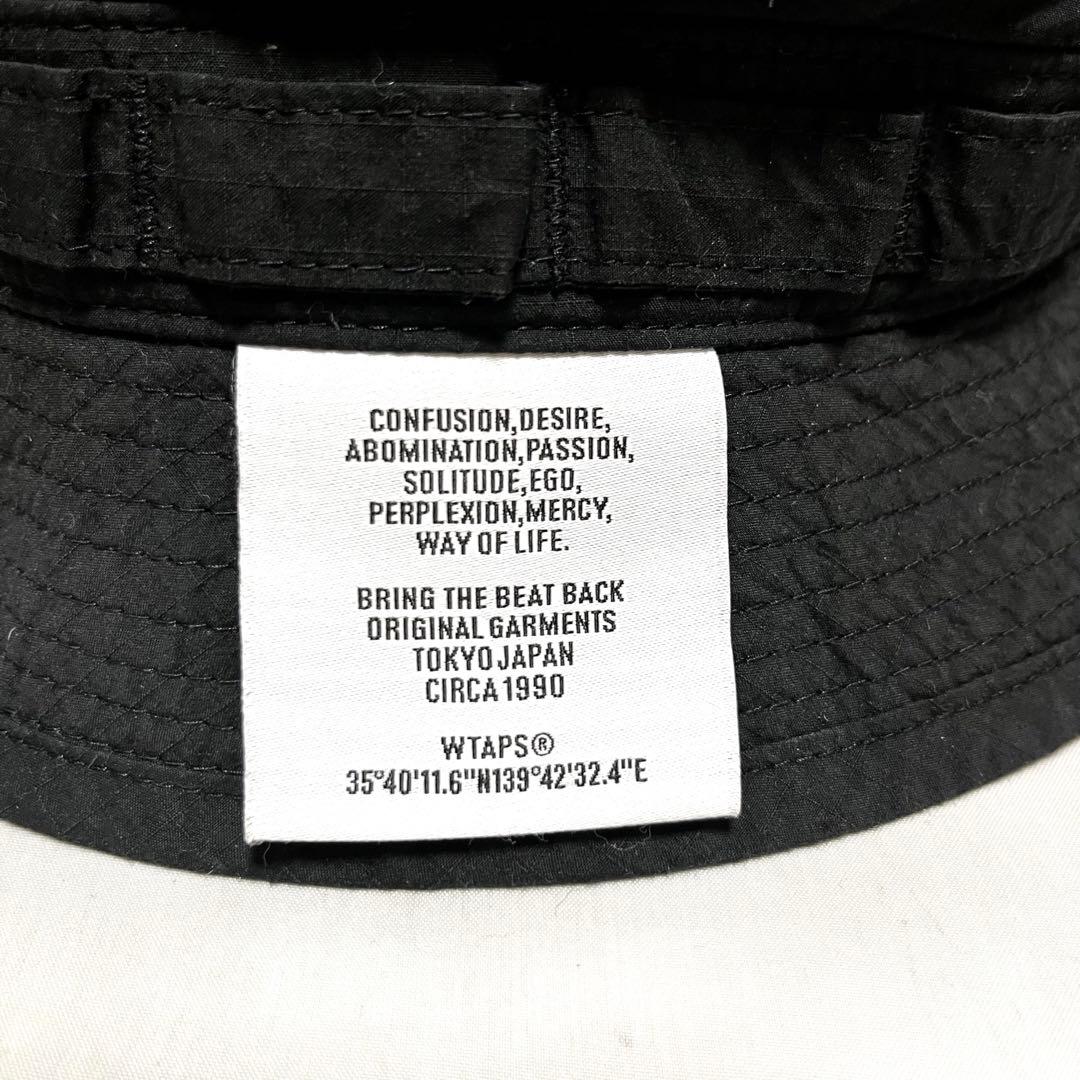 CONFUSION,DESIRE,
ABOMINATION,PASSION,
SOLITUDE,EGO,
PERPLEXION,MERCY,
WAY OF LIFE.
BRING THE BEAT BACK
ORIGINAL GARMENTS
TOKYO JAPAN
CIRCA 1990
WTAPS®
35°40'11.6"N139°42'32.4"E